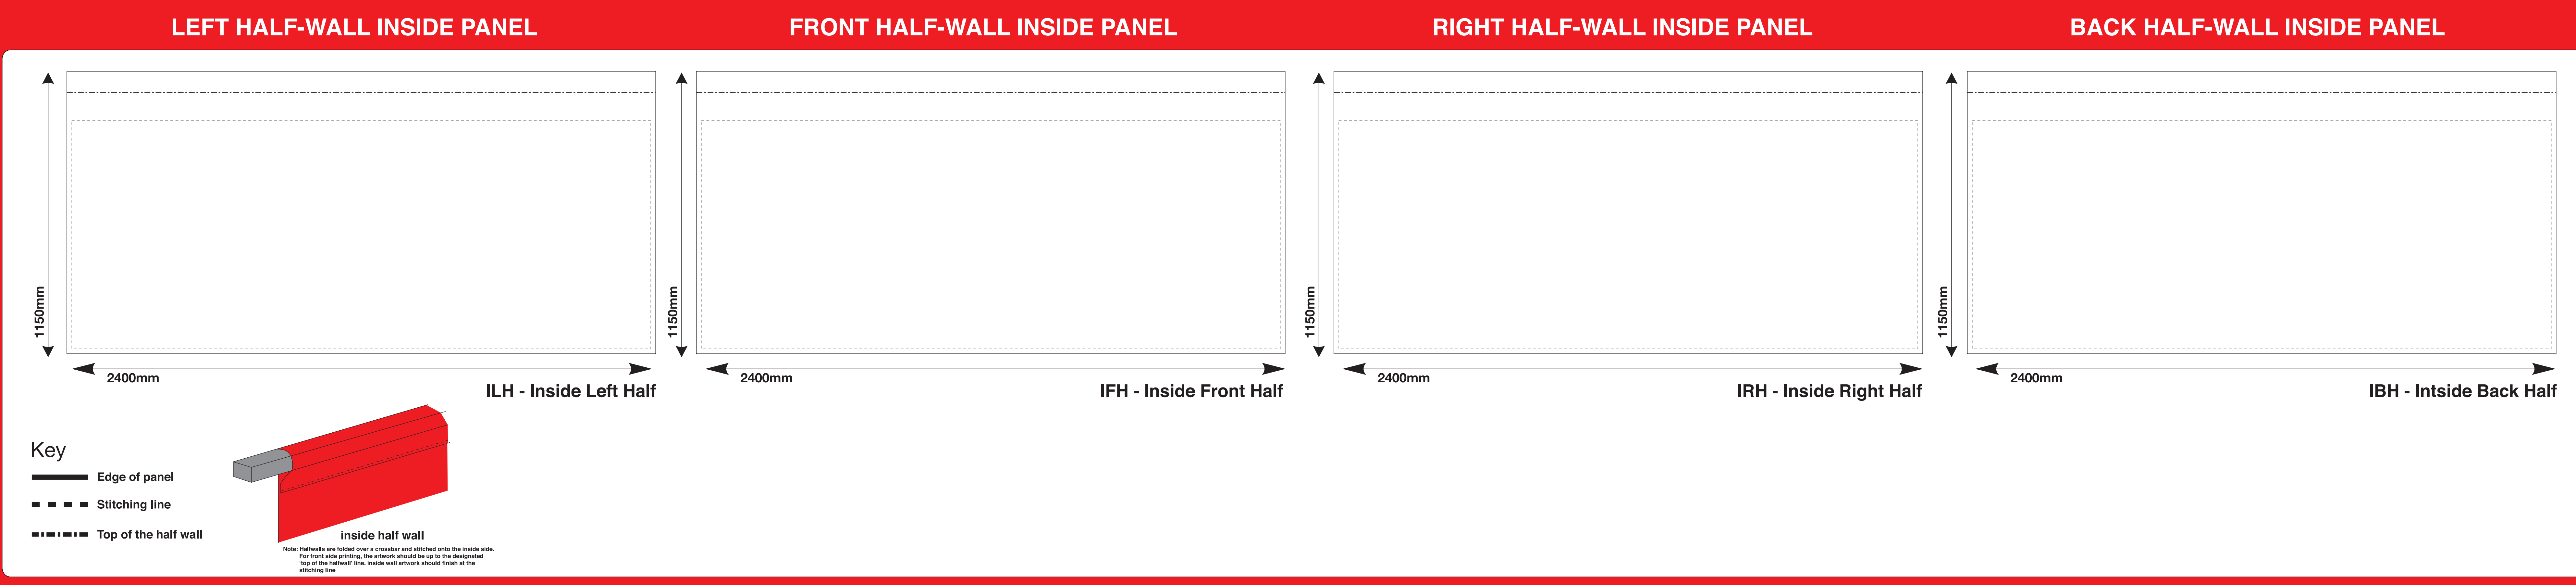 LEFT HALF-WALL INSIDE PANEL
FRONT HALF-WALL INSIDE PANEL
RIGHT HALF-WALL INSIDE PANEL
BACK HALF-WALL INSIDE PANEL
1150mm
2400mm
ILH - Inside Left Half
1150mm
2400mm
IFH - Inside Front Half
1150mm
2400mm
IRH - Inside Right Half
1150mm
2400mm
IBH - Intside Back Half
Key
Edge of panel
Stitching line
Top of the half wall
inside half wall
Note: Halfwalls are folded over a crossbar and stitched onto the inside side.
For front side printing, the artwork should be up to the designated
'top of the halfwall' line. inside wall artwork should finish at the
stitching line